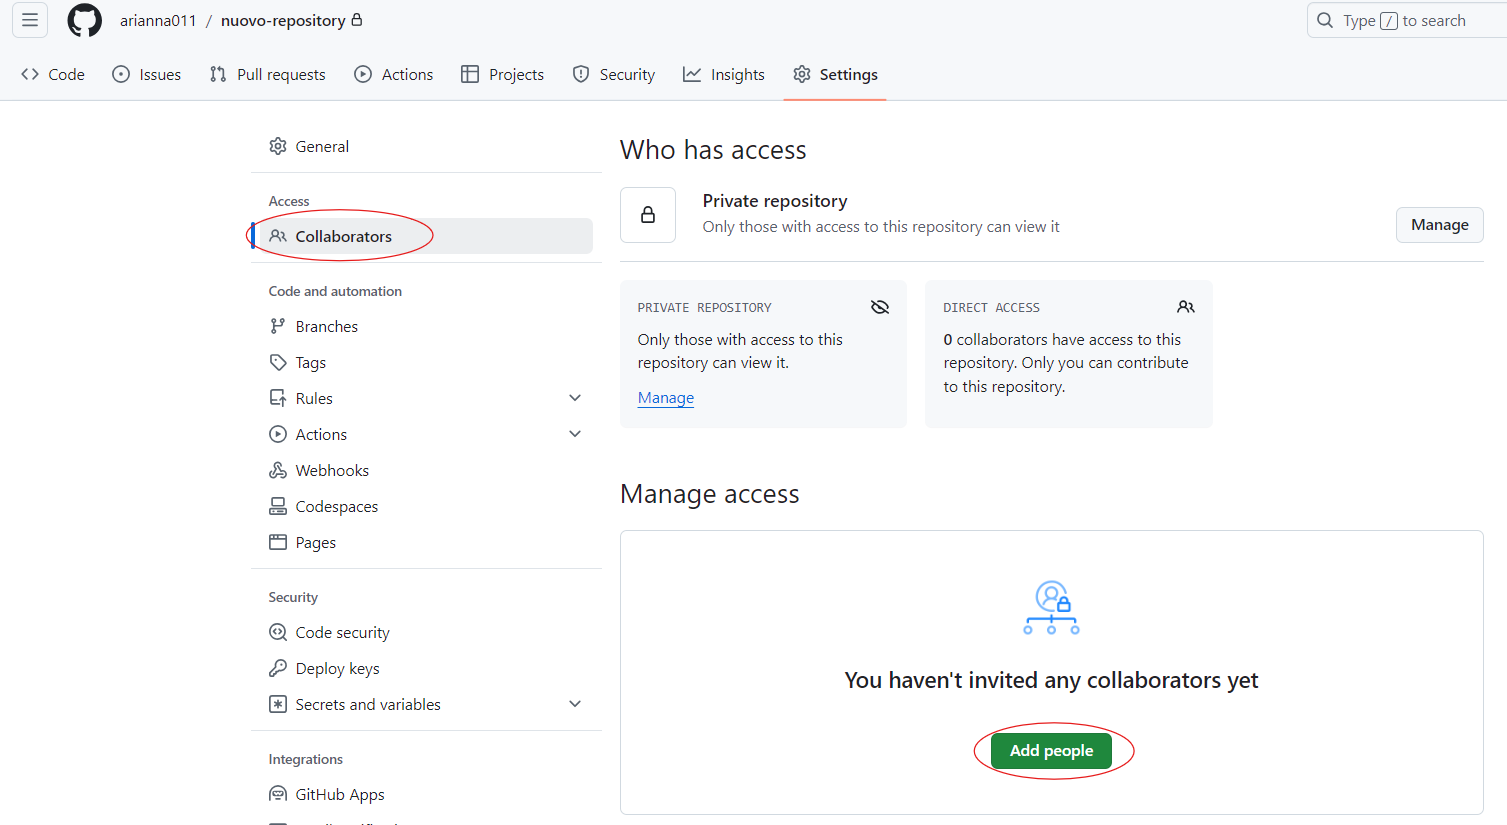 arianna011 / nuovo-repository
Type / to search
Code Issues Pull requests Actions Projects Security Insights Settings
General
Access
Collaborators
Code and automation
Branches
Tags
Rules
Actions
Webhooks
Codespaces
Pages
Security
Code security
Deploy keys
Secrets and variables
Integrations
GitHub Apps
Who has access
Private repository
Only those with access to this repository can view it
Manage
PRIVATE REPOSITORY
Only those with access to this
repository can view it.
Manage
DIRECT ACCESS
0 collaborators have access to this
repository. Only you can contribute
to this repository.
Manage access
You haven't invited any collaborators yet
Add people